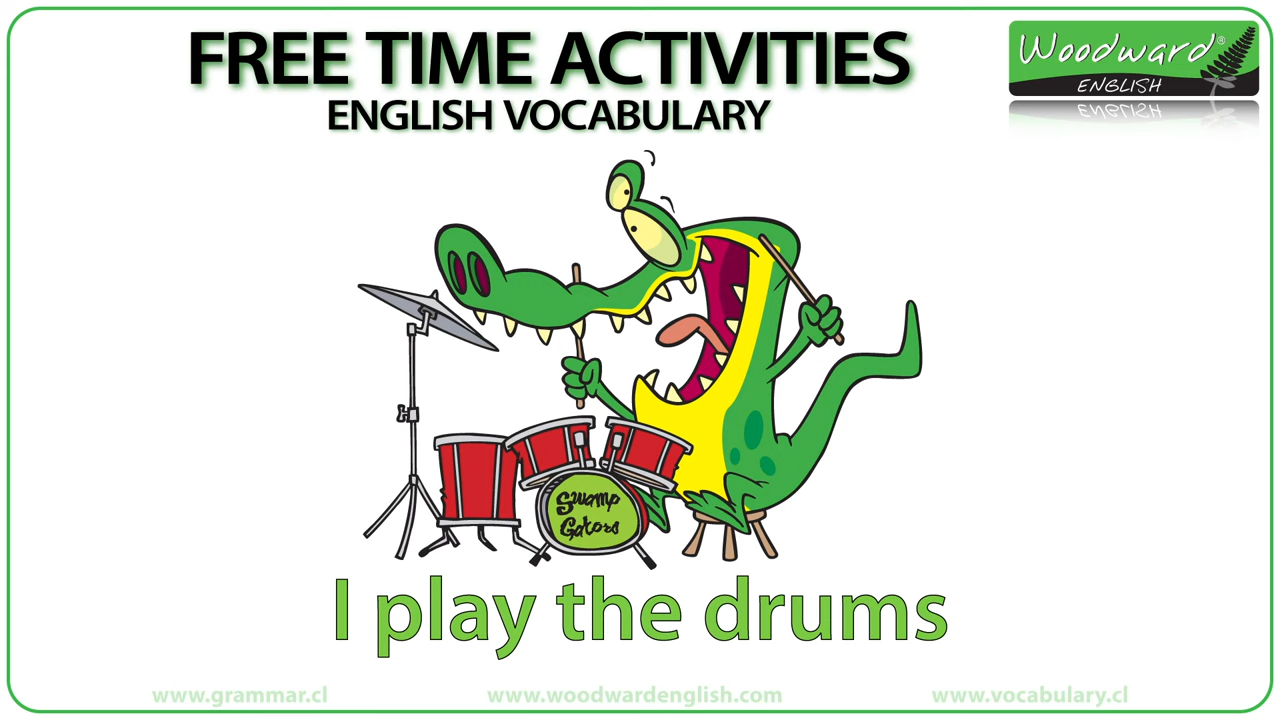 FREE TIME ACTIVITIES
ENGLISH VOCABULARY
Woodward®
ENGLISH
Swamp
Gators
I play the drums
www.grammar.cl
www.woodwardenglish.com
www.vocabulary.cl